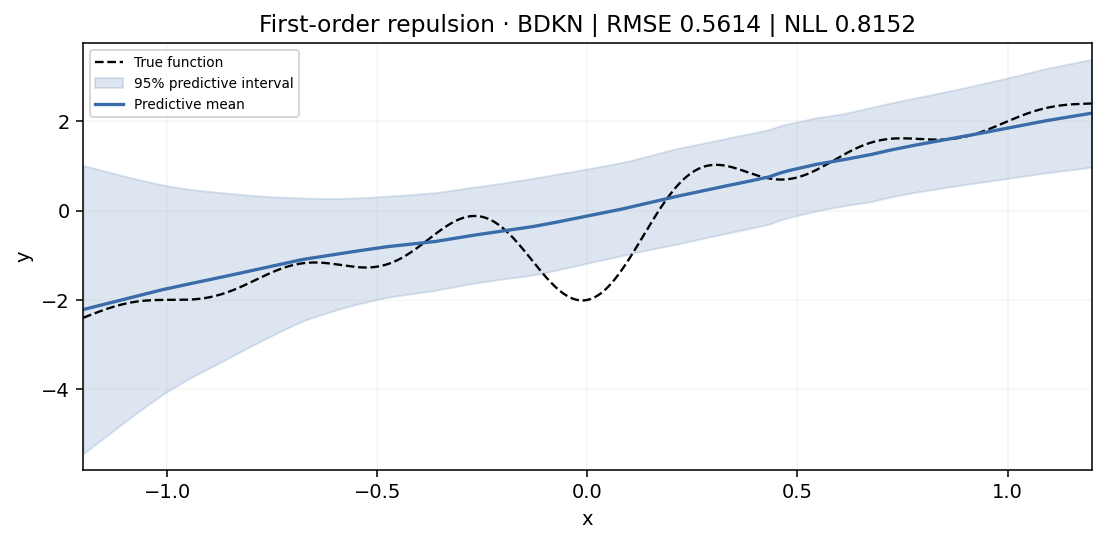 First-order repulsion · BDKN | RMSE 0.5614 | NLL 0.8152
True function
95% predictive interval
Predictive mean
2
0
−2
−4
y
−1.0
−0.5
0.0
0.5
1.0
x